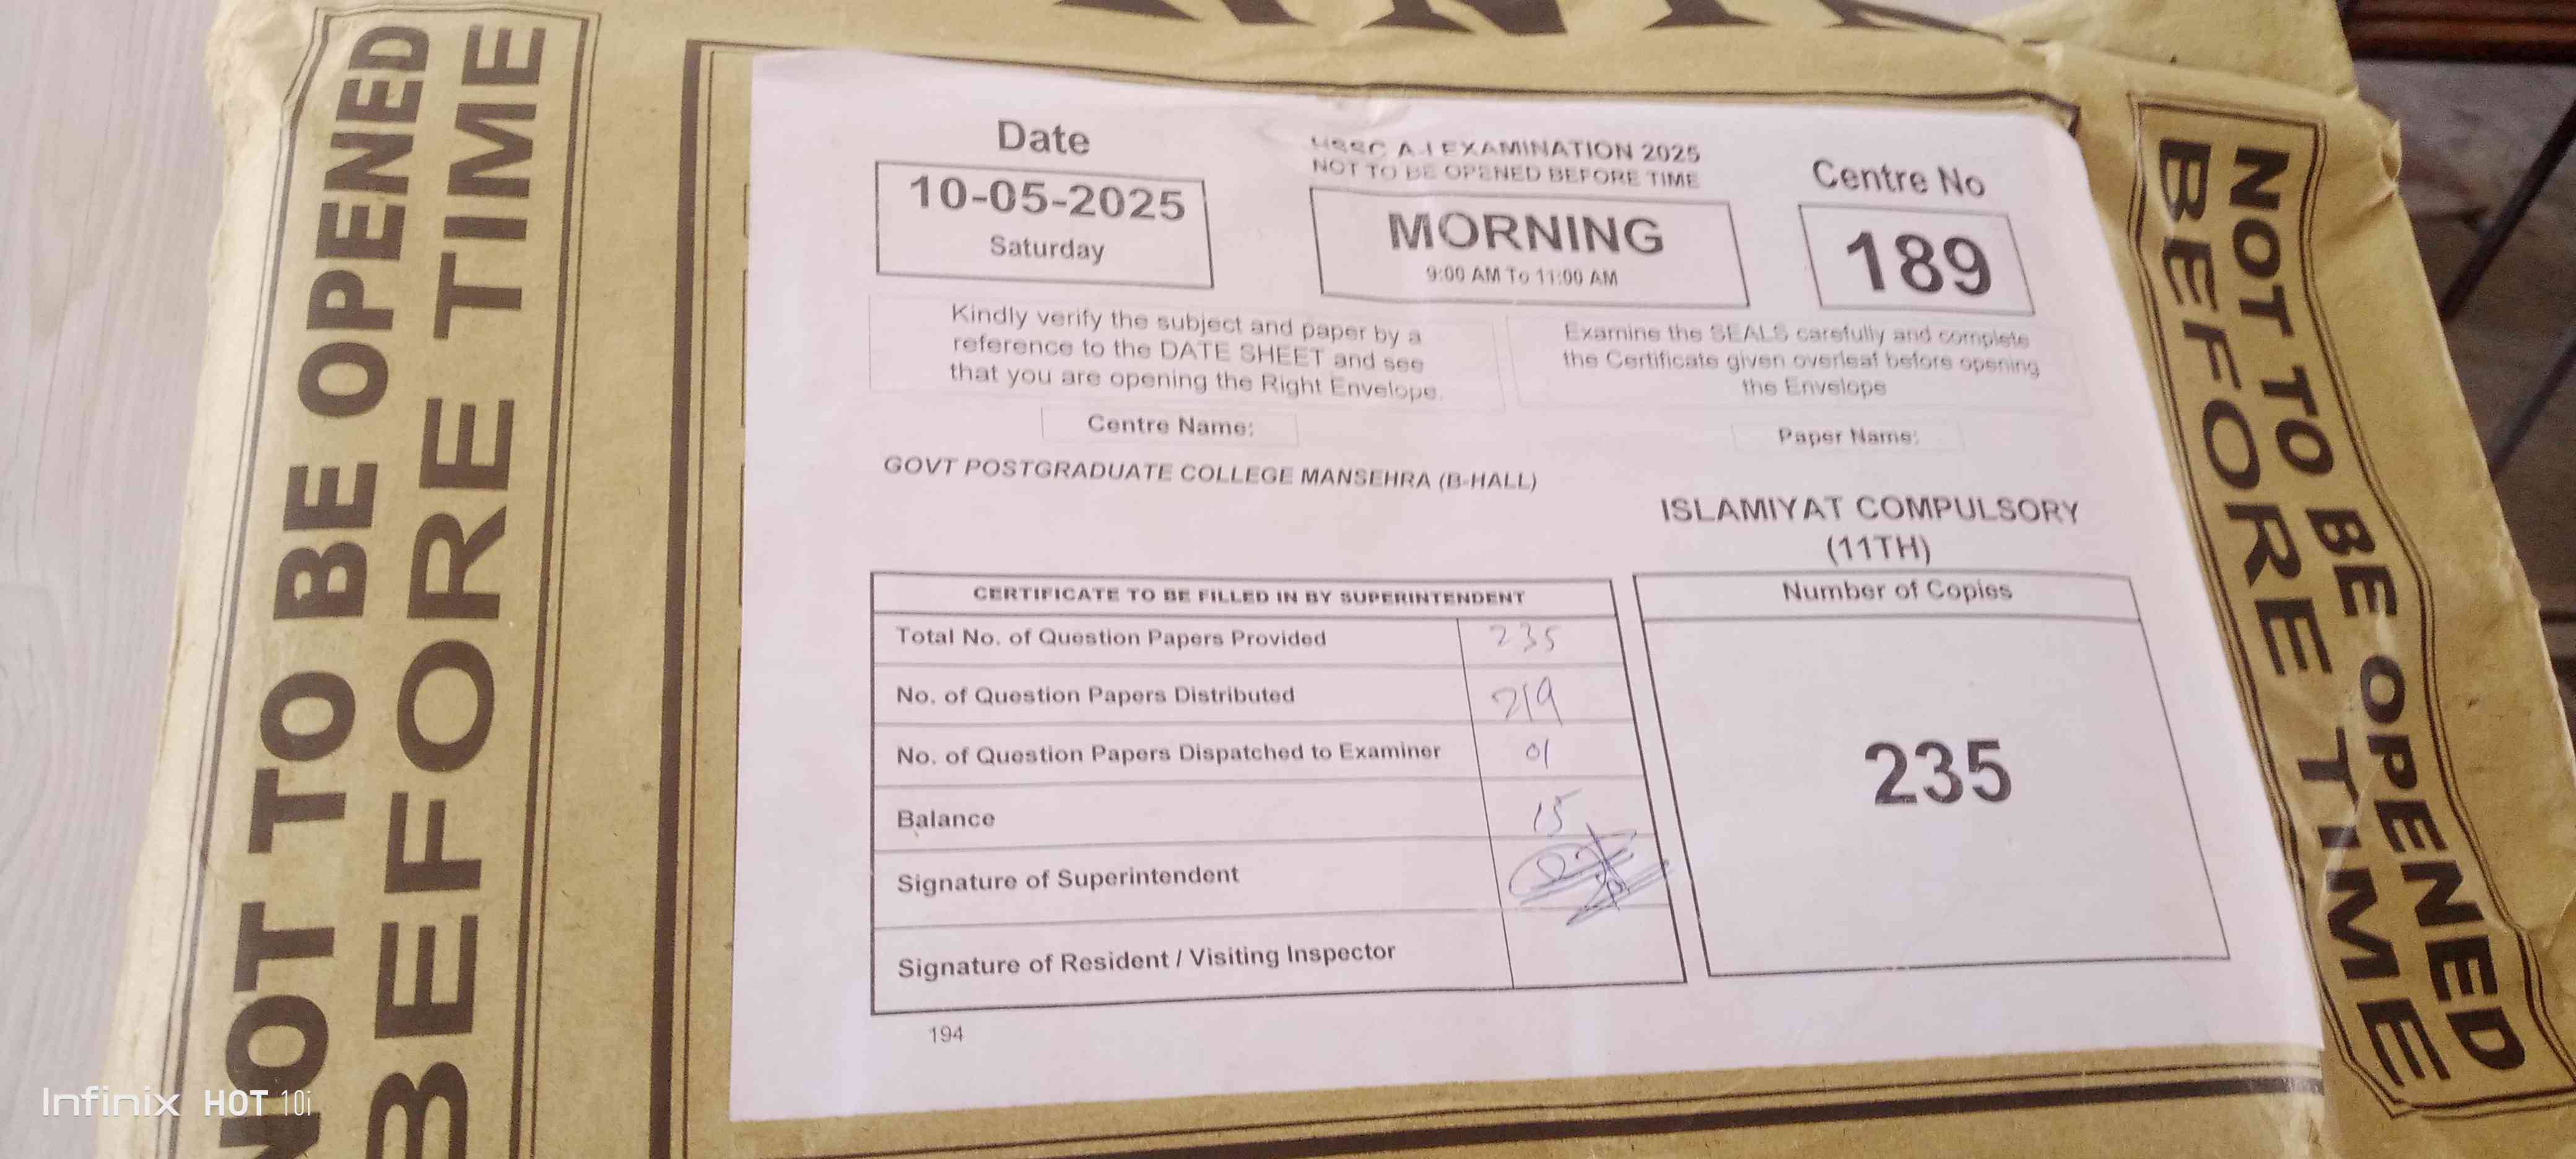 NOT TO BE OPENED
BEFORE TIME
Date
10-05-2025
Saturday
HSSC A-I EXAMINATION 2025
NOT TO BE OPENED BEFORE TIME
MORNING
9:00 AM To 11:00 AM
Centre No
189
Kindly verify the subject and paper by a
reference to the DATE SHEET and see
that you are opening the Right Envelope.
Examine the SEALS carefully and complete
the Certificate given overleaf before opening
the Envelope
Centre Name:
GOVT POSTGRADUATE COLLEGE MANSEHRA (B-HALL)
Paper Name:
ISLAMIYAT COMPULSORY
(11TH)
CERTIFICATE TO BE FILLED IN BY SUPERINTENDENT
Total No. of Question Papers Provided 235
No. of Question Papers Distributed 219
No. of Question Papers Dispatched to Examiner 01
Balance 15
Signature of Superintendent
Signature of Resident / Visiting Inspector
Number of Copies
235
194
NOT TO BE OPENED
BEFORE TIME
Infinix HOT 10i